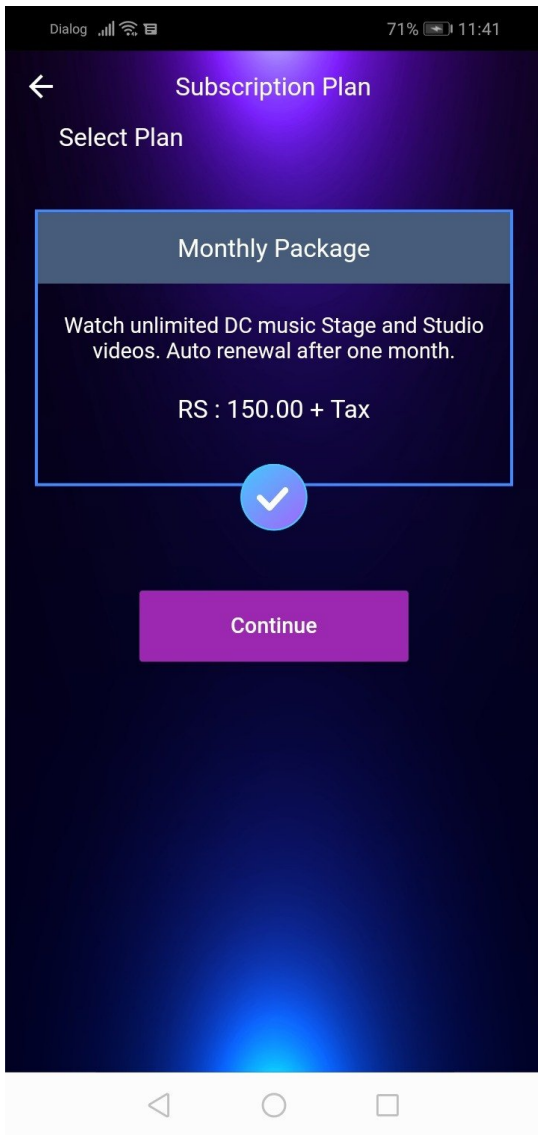 Dialog 71% 11:41
Subscription Plan
Select Plan
Monthly Package
Watch unlimited DC music Stage and Studio
videos. Auto renewal after one month.
RS : 150.00 + Tax
Continue